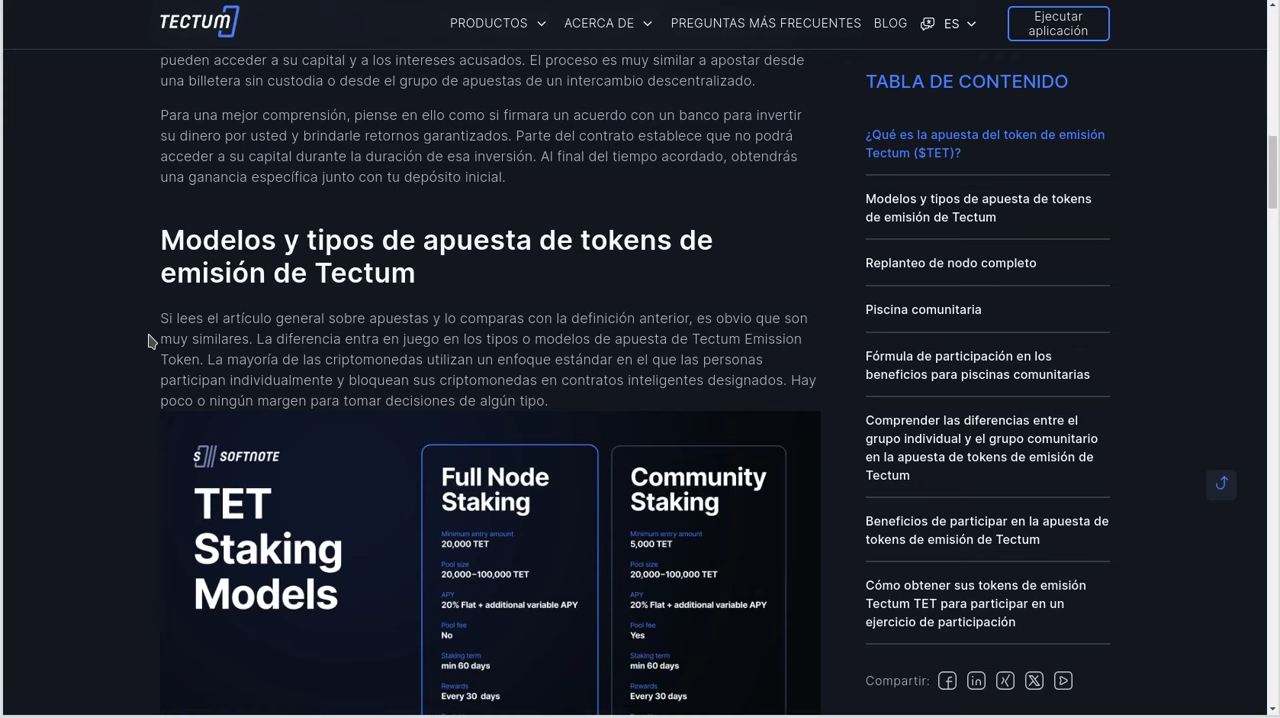 TECTUM
PRODUCTOS
ACERCA DE
PREGUNTAS MÁS FRECUENTES
BLOG
ES
Ejecutar
aplicación
pueden acceder a su capital y a los intereses acusados. El proceso es muy similar a apostar desde
una billetera sin custodia o desde el grupo de apuestas de un intercambio descentralizado.
Para una mejor comprensión, piense en ello como si firmara un acuerdo con un banco para invertir
su dinero por usted y brindarle retornos garantizados. Parte del contrato establece que no podrá
acceder a su capital durante la duración de esa inversión. Al final del tiempo acordado, obtendrás
una ganancia específica junto con tu depósito inicial.
Modelos y tipos de apuesta de tokens de
emisión de Tectum
Si lees el artículo general sobre apuestas y lo comparas con la definición anterior, es obvio que son
muy similares. La diferencia entra en juego en los tipos o modelos de apuesta de Tectum Emission
Token. La mayoría de las criptomonedas utilizan un enfoque estándar en el que las personas
participan individualmente y bloquean sus criptomonedas en contratos inteligentes designados. Hay
poco o ningún margen para tomar decisiones de algún tipo.
SOFTNOTE
TET
Staking
Models
Full Node
Staking
Minimum entry amount
20,000 TET
Pool size
20,000–100,000 TET
APY
20% Flat + additional variable APY
Pool fee
No
Staking term
min 60 days
Rewards
Every 30 days
Community
Staking
Minimum entry amount
5,000 TET
Pool size
20,000–100,000 TET
APY
20% Flat + additional variable APY
Pool fee
Yes
Staking term
min 60 days
Rewards
Every 30 days
TABLA DE CONTENIDO
¿Qué es la apuesta del token de emisión
Tectum ($TET)?
Modelos y tipos de apuesta de tokens
de emisión de Tectum
Replanteo de nodo completo
Piscina comunitaria
Fórmula de participación en los
beneficios para piscinas comunitarias
Comprender las diferencias entre el
grupo individual y el grupo comunitario
en la apuesta de tokens de emisión de
Tectum
Beneficios de participar en la apuesta de
tokens de emisión de Tectum
Cómo obtener sus tokens de emisión
Tectum TET para participar en un
ejercicio de participación
Compartir: